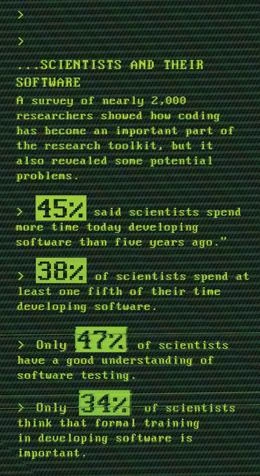 >
>
...SCIENTISTS AND THEIR
SOFTWARE
A survey of nearly 2,000
researchers showed how coding
has become an important part of
the research toolkit, but it
also revealed some potential
problems.
> 45% said scientists spend
more time today developing
software than five years ago."
> 38% of scientists spend at
least one fifth of their time
developing software.
> Only 47% of scientists
have a good understanding of
software testing.
> Only 34% of scientists
think that formal training
in developing software is
important.